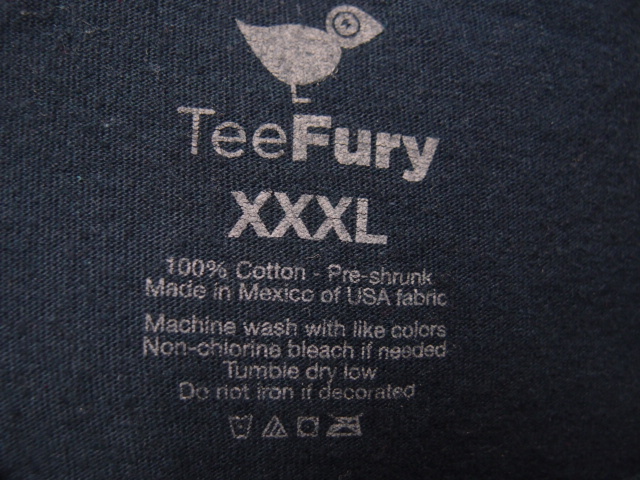 TeeFury
XXXL
100% Cotton - Pre-shrunk
Made in Mexico of USA fabric
Machine wash with like colors
Non-chlorine bleach if needed
Tumble dry low
Do not iron if decorated